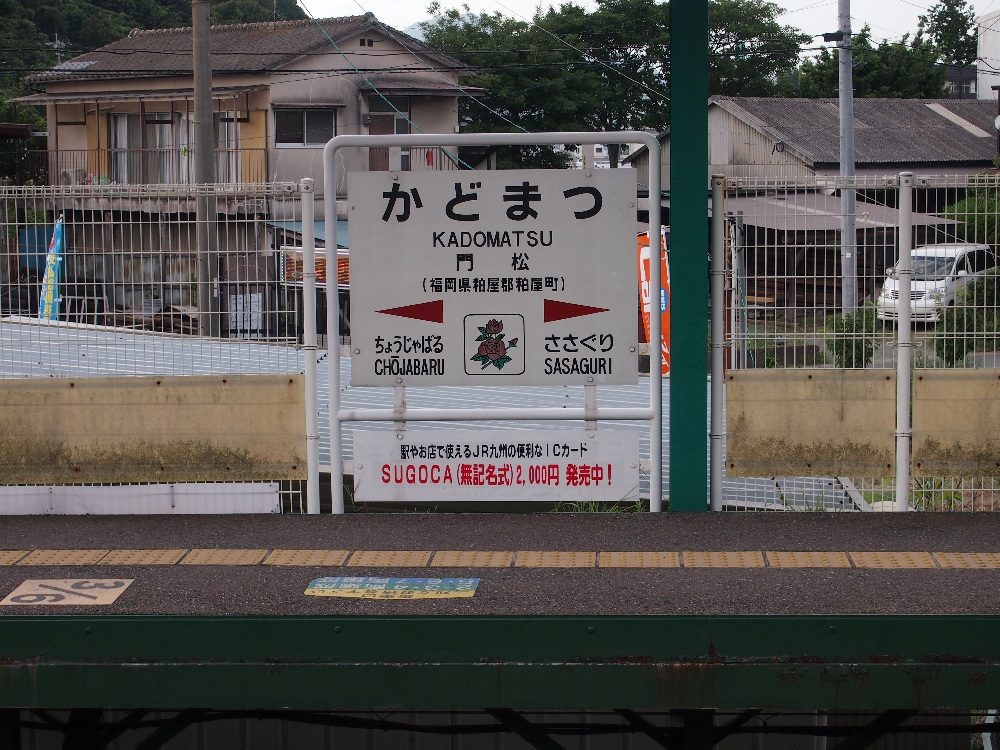 かどまつ
KADOMATSU
門松
(福岡県粕屋郡粕屋町)
ちょうじゃばる
CHŌJABARU
ささぐり
SASAGURI
駅やお店で使えるJR九州の便利なICカード
SUGOCA(無記名式)2,000円 発売中!
3/6